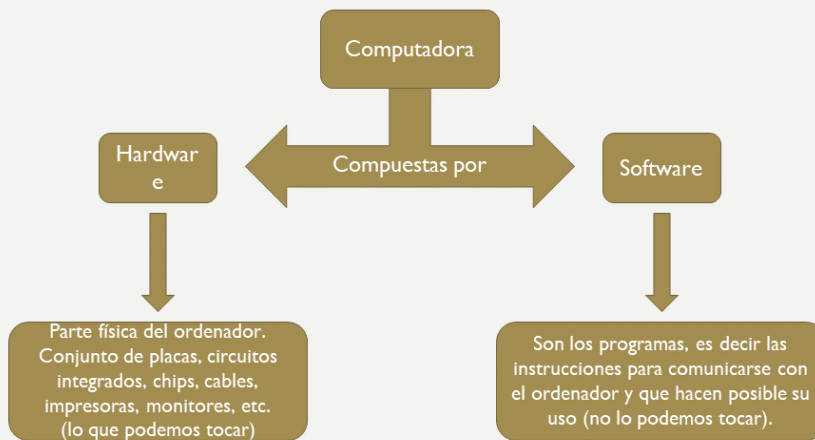 Computadora
Hardwar
e
Compuestas por
Software
Parte física del ordenador.
Conjunto de placas, circuitos
integrados, chips, cables,
impresoras, monitores, etc.
(lo que podemos tocar)
Son los programas, es decir las
instrucciones para comunicarse con
el ordenador y que hacen posible su
uso (no lo podemos tocar).